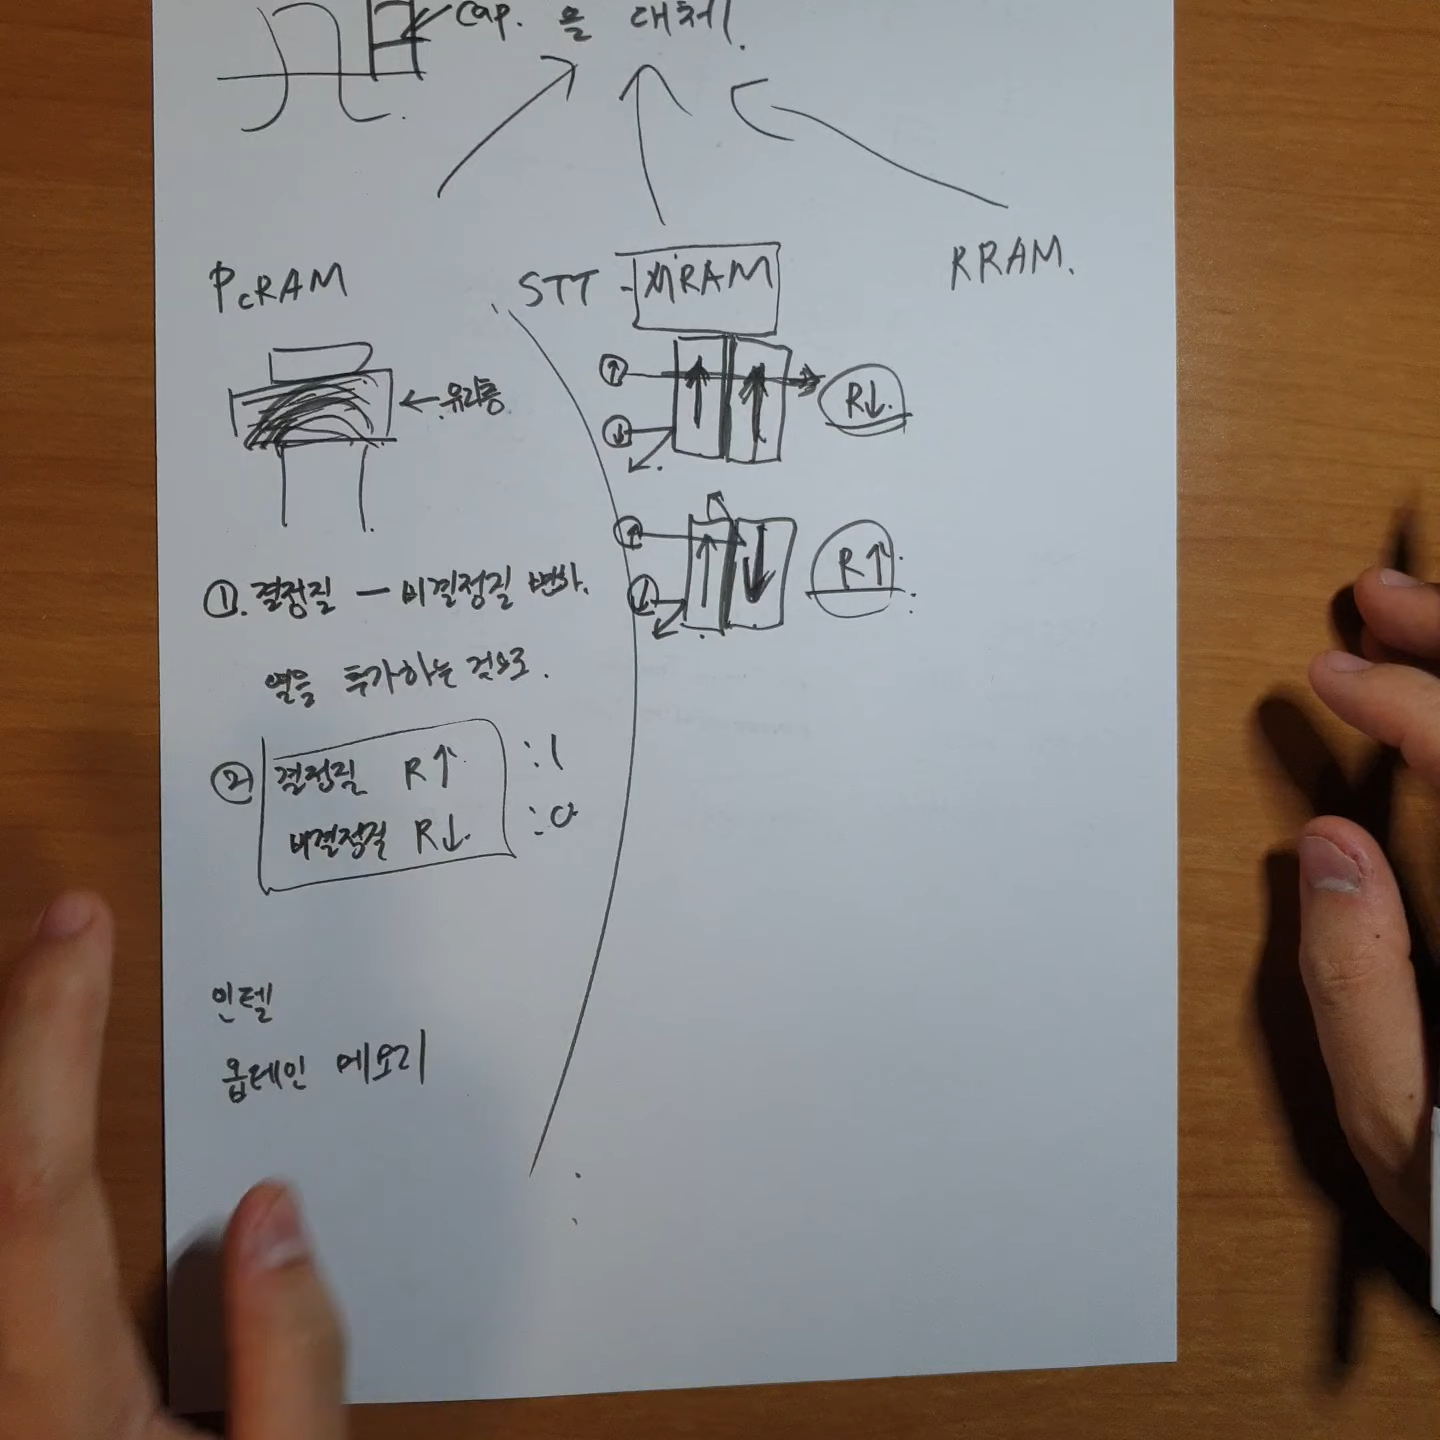 cap. 을 대체.
PcRAM
STT - MRAM
RRAM.
← 유리층
R↓.
R↑.
①. 결정질 — 비결정질 변화.
열을 추가하는 것으로.
② 결정질 R↑ : 1
비결정질 R↓. : 0
인텔
옵테인 메모리